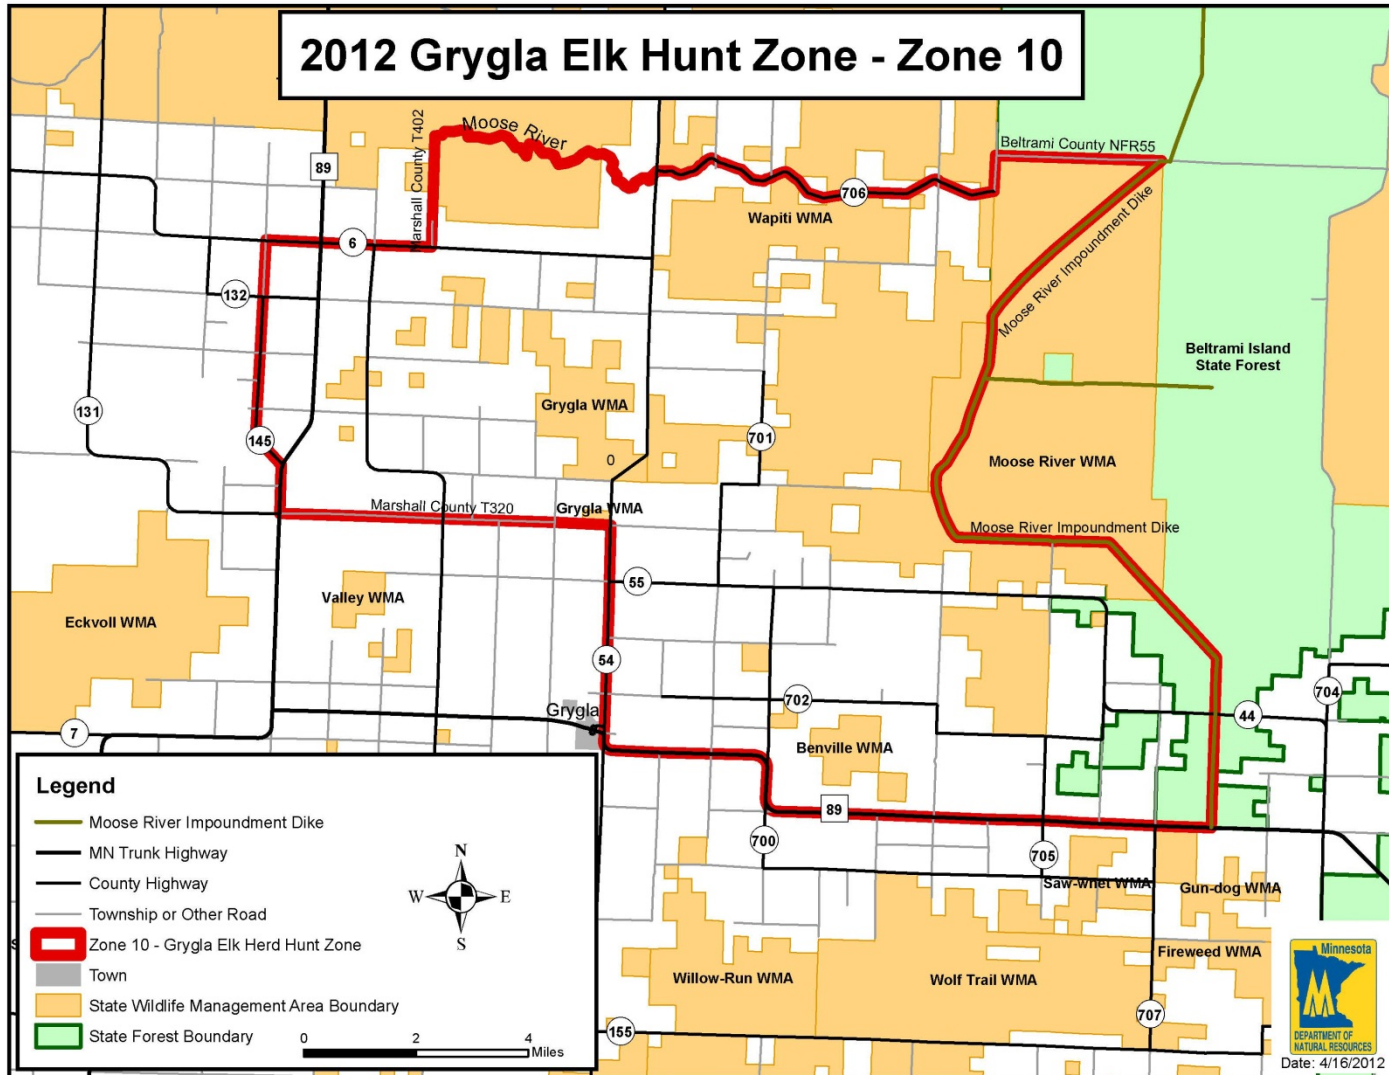 2012 Grygla Elk Hunt Zone - Zone 10
Moose River
Marshall County T402
Beltrami County NFR55
89
706
Wapiti WMA
6
Moose River Impoundment Dike
132
Beltrami Island
State Forest
131
Grygla WMA
145
701
0
Moose River WMA
Marshall County T320
Grygla WMA
Moose River Impoundment Dike
55
Valley WMA
Eckvoll WMA
54
702
704
Grygla
44
7
Benville WMA
89
700
705
Saw-whet WMA
Gun-dog WMA
Willow-Run WMA
Wolf Trail WMA
Fireweed WMA
707
155
Legend
Moose River Impoundment Dike
MN Trunk Highway
County Highway
Township or Other Road
Zone 10 - Grygla Elk Herd Hunt Zone
Town
State Wildlife Management Area Boundary
State Forest Boundary
N
W
E
S
0
2
4
Miles
Minnesota
M
DEPARTMENT OF
NATURAL RESOURCES
Date: 4/16/2012